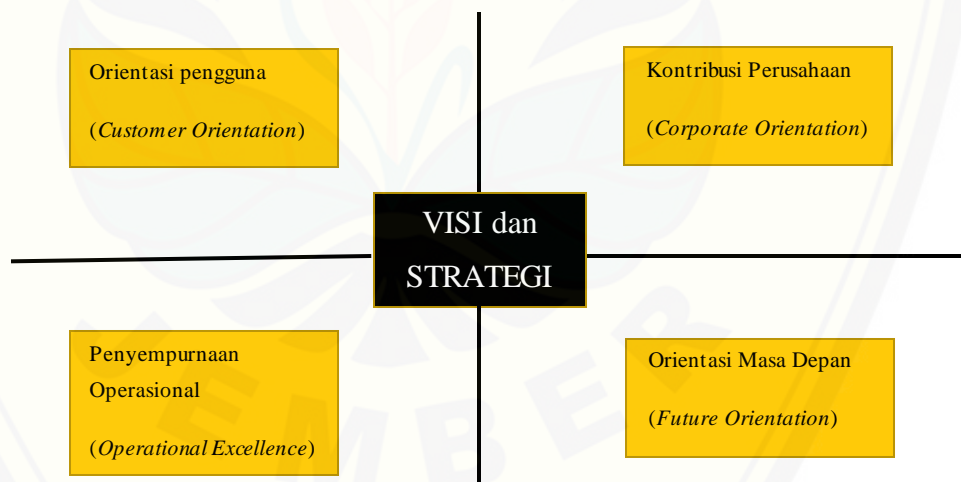 Orientasi pengguna
(Customer Orientation)
Kontribusi Perusahaan
(Corporate Orientation)
VISI dan
STRATEGI
Penyempurnaan
Operasional
(Operational Excellence)
Orientasi Masa Depan
(Future Orientation)